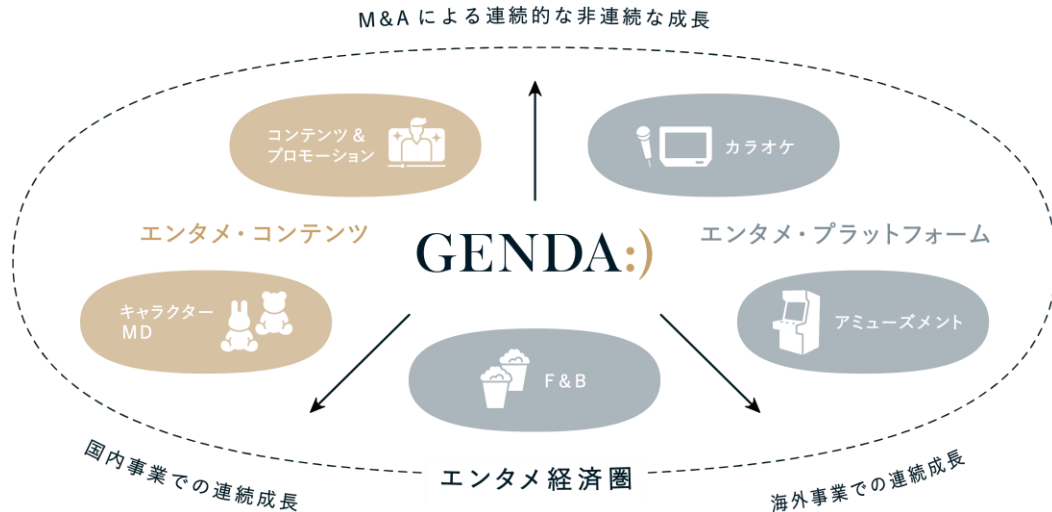 M&Aによる連続的な非連続な成長
コンテンツ&
プロモーション
カラオケ
エンタメ・コンテンツ
エンタメ・プラットフォーム
GENDA:)
キャラクター
MD
アミューズメント
F&B
国内事業での連続成長
エンタメ経済圏
海外事業での連続成長